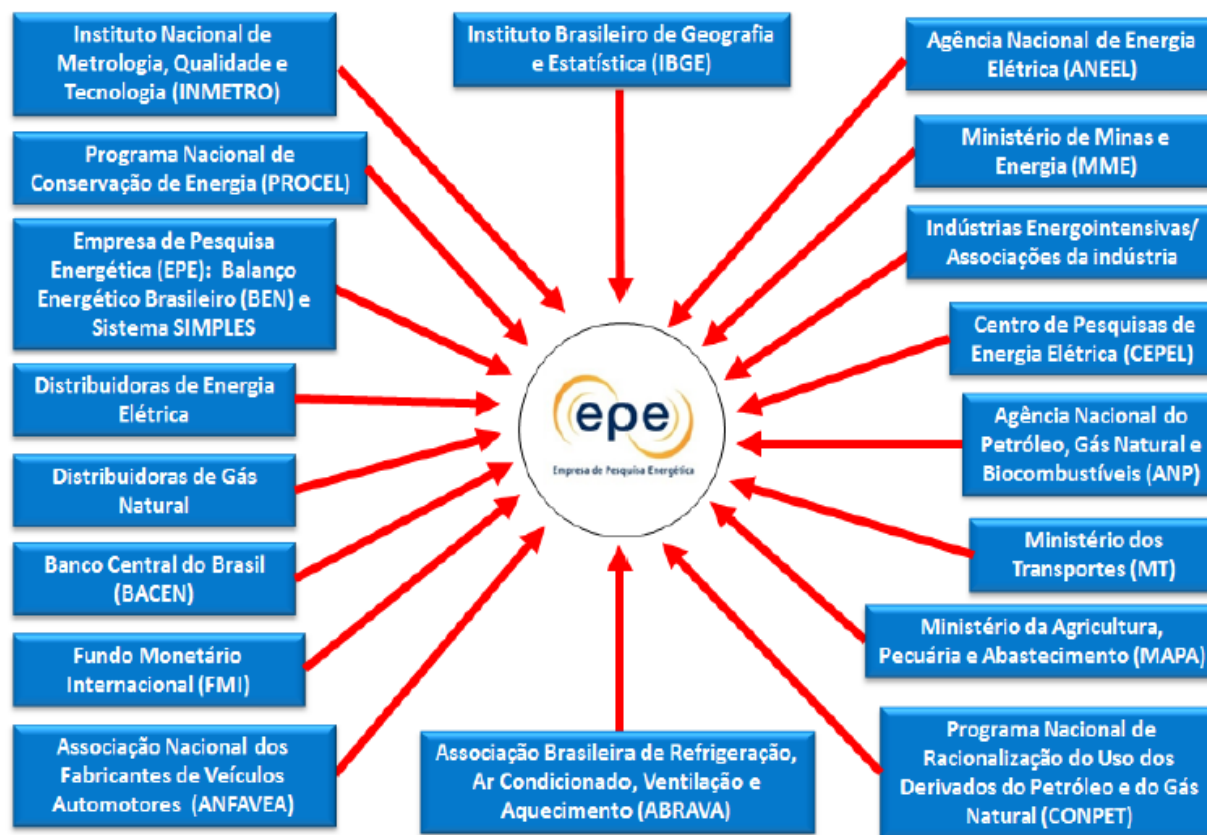 Instituto Nacional de
Metrologia, Qualidade e
Tecnologia (INMETRO)
Instituto Brasileiro de Geografia
e Estatística (IBGE)
Agência Nacional de Energia
Elétrica (ANEEL)
Programa Nacional de
Conservação de Energia (PROCEL)
Ministério de Minas e
Energia (MME)
Empresa de Pesquisa
Energética (EPE): Balanço
Energético Brasileiro (BEN) e
Sistema SIMPLES
Indústrias Energointensivas/
Associações da indústria
Centro de Pesquisas de
Energia Elétrica (CEPEL)
Distribuidoras de Energia
Elétrica
epe
Empresa de Pesquisa Energética
Agência Nacional do
Petróleo, Gás Natural e
Biocombustíveis (ANP)
Distribuidoras de Gás
Natural
Banco Central do Brasil
(BACEN)
Ministério dos
Transportes (MT)
Fundo Monetário
Internacional (FMI)
Ministério da Agricultura,
Pecuária e Abastecimento (MAPA)
Associação Nacional dos
Fabricantes de Veículos
Automotores (ANFAVEA)
Associação Brasileira de Refrigeração,
Ar Condicionado, Ventilação e
Aquecimento (ABRAVA)
Programa Nacional de
Racionalização do Uso dos
Derivados do Petróleo e do Gás
Natural (CONPET)